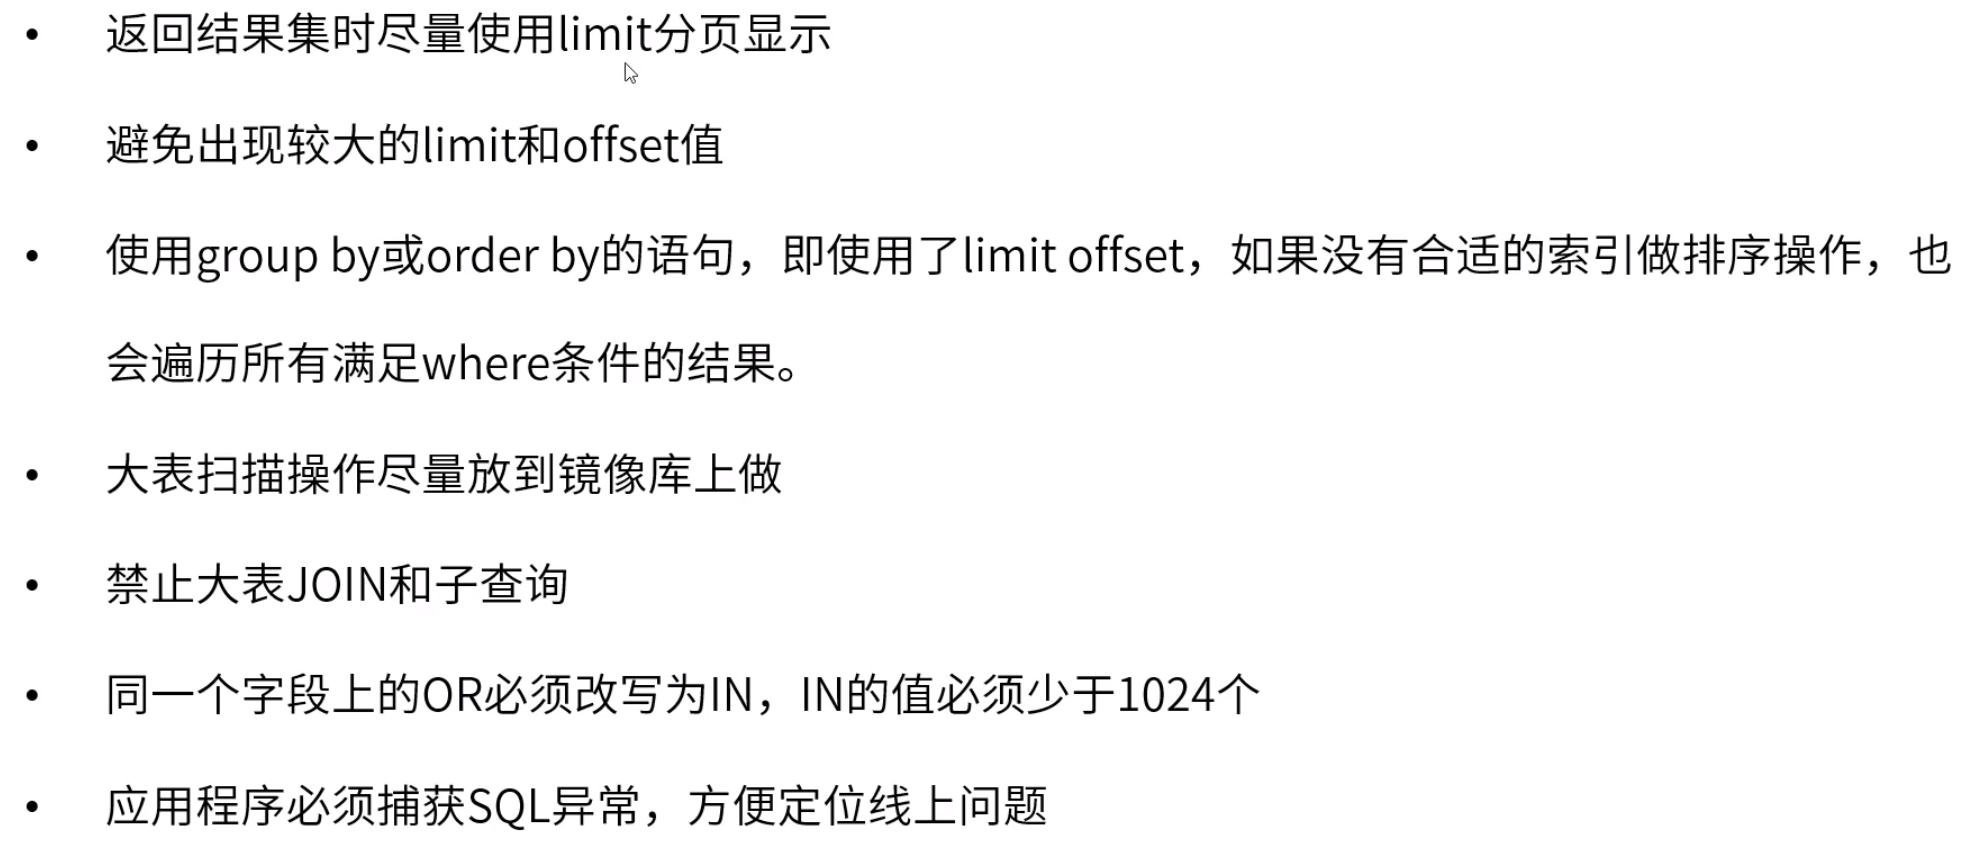 • 返回结果集时尽量使用limit分页显示
• 避免出现较大的limit和offset值
• 使用group by或order by的语句，即使用了limit offset，如果没有合适的索引做排序操作，也
会遍历所有满足where条件的结果。
• 大表扫描操作尽量放到镜像库上做
• 禁止大表JOIN和子查询
• 同一个字段上的OR必须改写为IN，IN的值必须少于1024个
• 应用程序必须捕获SQL异常，方便定位线上问题